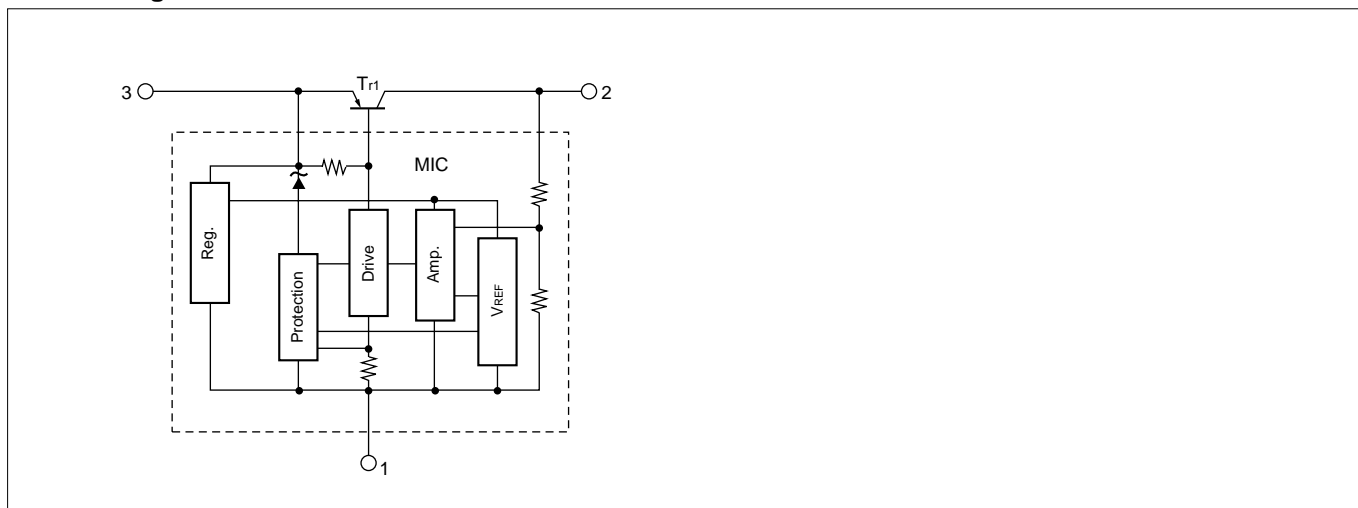 3
Tr1
2
MIC
Reg.
Protection
Drive
Amp.
VREF
1